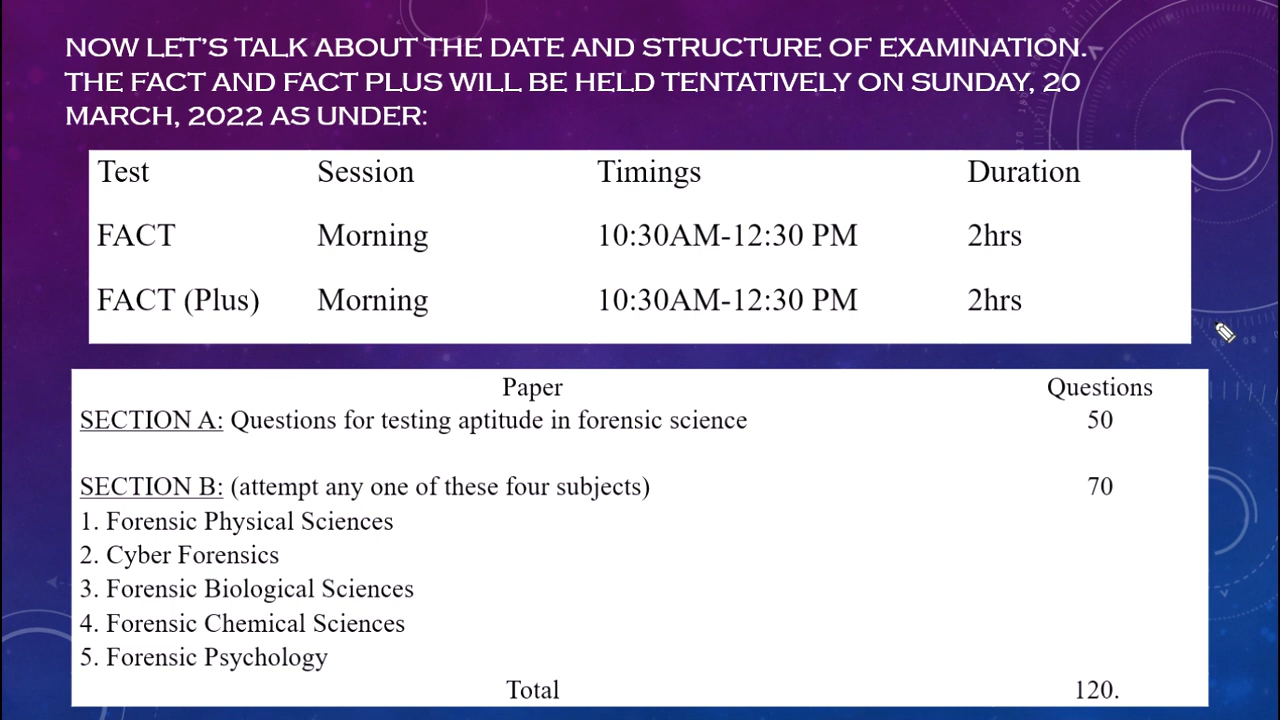 NOW LET'S TALK ABOUT THE DATE AND STRUCTURE OF EXAMINATION.
THE FACT AND FACT PLUS WILL BE HELD TENTATIVELY ON SUNDAY, 20
MARCH, 2022 AS UNDER:
Test Session Timings Duration
FACT Morning 10:30AM-12:30 PM 2hrs
FACT (Plus) Morning 10:30AM-12:30 PM 2hrs
Paper Questions
SECTION A: Questions for testing aptitude in forensic science 50
SECTION B: (attempt any one of these four subjects) 70
1. Forensic Physical Sciences
2. Cyber Forensics
3. Forensic Biological Sciences
4. Forensic Chemical Sciences
5. Forensic Psychology
Total 120.